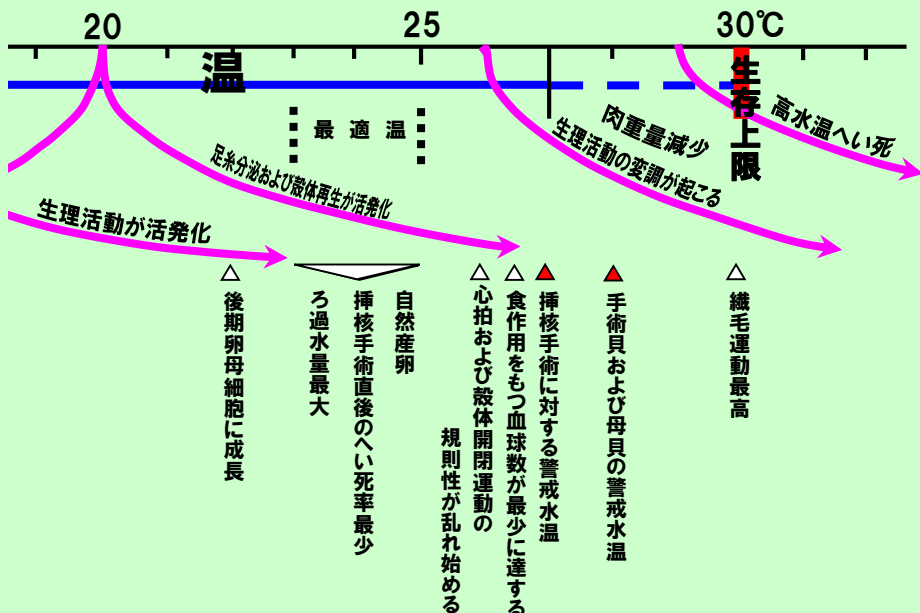 20
25
30℃
温
生存上限
最適温
肉重量減少
高水温へい死
生理活動の変調が起こる
足糸分泌および殻体再生が活発化
生理活動が活発化
後期卵母細胞に成長
ろ過水量最大
挿核手術直後のへい死率最少
自然産卵
心拍および殻体開閉運動の
規則性が乱れ始める
食作用をもつ血球数が最少に達する
挿核手術に対する警戒水温
手術貝および母貝の警戒水温
繊毛運動最高